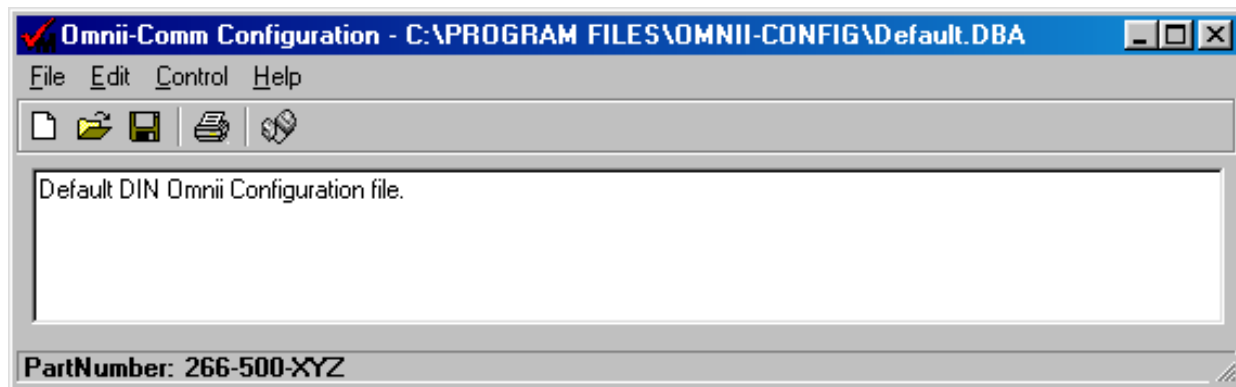 Omnii-Comm Configuration - C:\PROGRAM FILES\OMNII-CONFIG\Default.DBA
File Edit Control Help
Default DIN Omnii Configuration file.
PartNumber: 266-500-XYZ